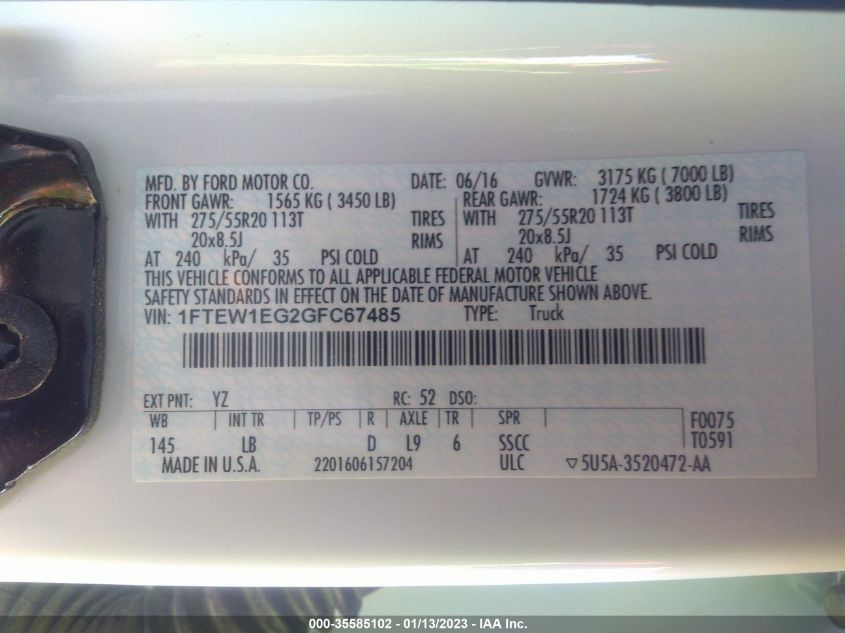 MFD. BY FORD MOTOR CO. DATE: 06/16 GVWR: 3175 KG ( 7000 LB)
FRONT GAWR: 1565 KG ( 3450 LB) REAR GAWR: 1724 KG ( 3800 LB)
WITH 275/55R20 113T TIRES WITH 275/55R20 113T TIRES
20x8.5J RIMS 20x8.5J RIMS
AT 240 kPa/ 35 PSI COLD AT 240 kPa/ 35 PSI COLD
THIS VEHICLE CONFORMS TO ALL APPLICABLE FEDERAL MOTOR VEHICLE
SAFETY STANDARDS IN EFFECT ON THE DATE OF MANUFACTURE SHOWN ABOVE.
VIN: 1FTEW1EG2GFC67485 TYPE: Truck
EXT PNT: YZ RC: 52 DSO:
WB INT TR TP/PS R AXLE TR SPR F0075
145 LB D L9 6 SSCC T0591
MADE IN U.S.A. 2201606157204 ULC ▽5U5A-3520472-AA
000-35585102 - 01/13/2023 - IAA Inc.